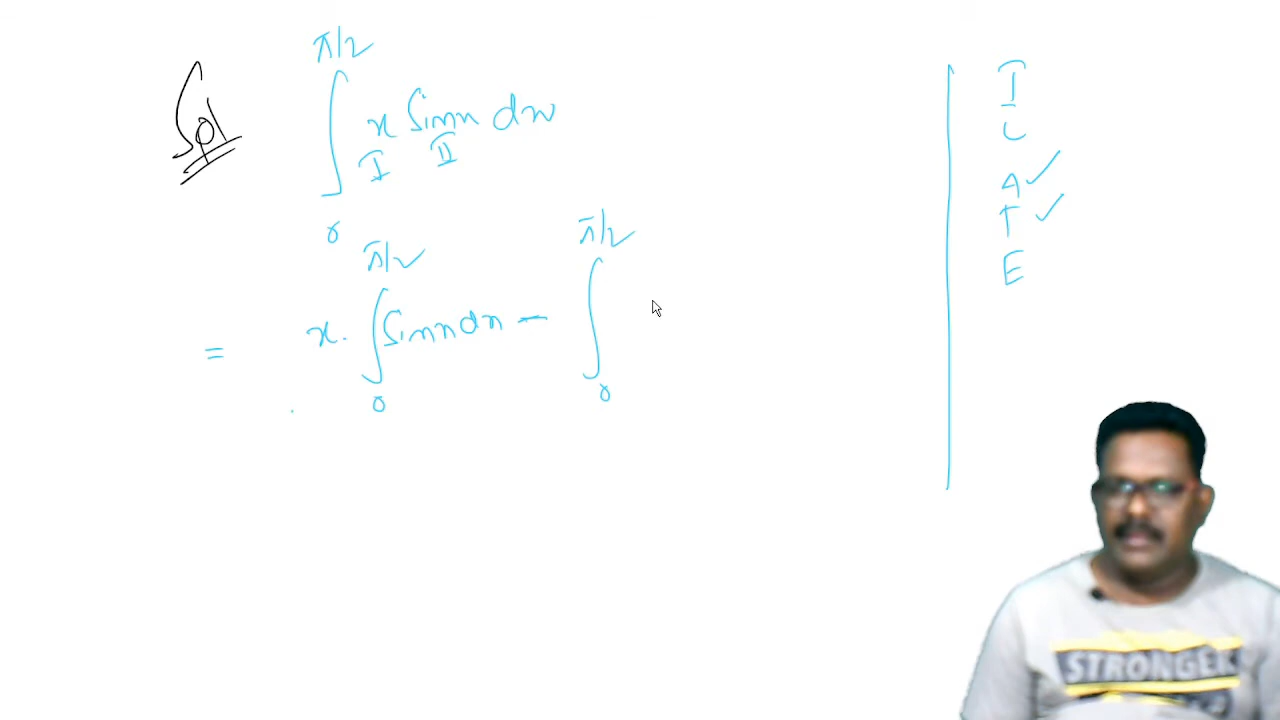 Sol
π/2
∫ x Sinx dx
I II
0
π/2 π/2
= x. ∫ Sinx dx - ∫
0 0
I
L
A ✓
T ✓
E
STRONGER